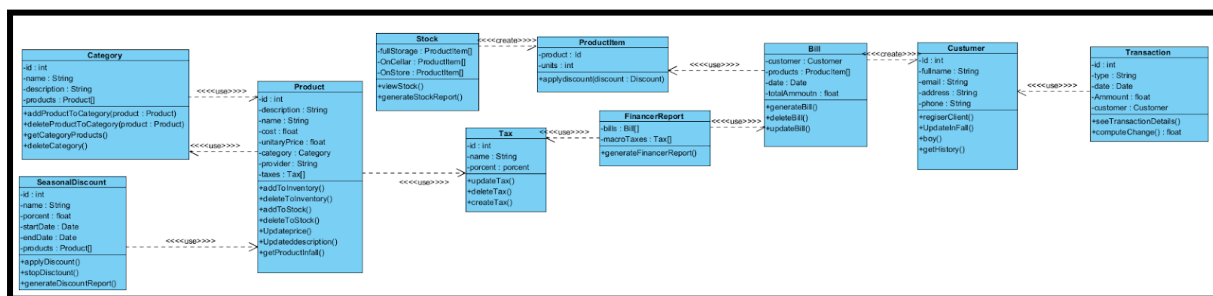 Category
-id : int
-name : String
-description : String
-products : Product[]
+addProductToCategory(product : Product)
+deleteProductToCategory(product : Product)
+getCategoryProducts()
+deleteCategory()
<<<<use>>>>
<<<<use>>>>
SeasonalDiscount
-id : int
-name : String
-porcent : float
-startDate : Date
-endDate : Date
-products : Product[]
+applyDiscount()
+stopDisctount()
+generateDiscountReport()
<<<<use>>>>
Product
-id : int
-description : String
-name : String
-cost : float
-unitaryPrice : float
-category : Category
-provider : String
-taxes : Tax[]
+addToInventory()
+deleteToInventory()
+addToStock()
+deleteToStock()
+Updateprice()
+Updateddescription()
+getProductInfall()
<<<<use>>>>
Stock
-fullStorage : ProductItem[]
-OnCellar : ProductItem[]
-OnStore : ProductItem[]
+viewStock()
+generateStockReport()
<<<<create>>>>
ProductItem
-product : Id
-units : int
+applydiscount(discount : Discount)
<<<<use>>>>
Tax
-id : int
-name : String
-porcent : porcent
+updateTax()
+deleteTax()
+createTax()
<<<<use>>>>
FinancerReport
-bills : Bill[]
-macroTaxes : Tax[]
+generateFinancerReport()
<<<<use>>>>
Bill
-customer : Customer
-products : ProductItem[]
-date : Date
-totalAmmoutn : float
+generateBill()
+deleteBill()
+updateBill()
<<<<create>>>>
Custumer
-id : int
-fullname : String
-email : String
-address : String
-phone : String
+regiserClient()
+UpdateInFall()
+boy()
+getHistory()
<<<<use>>>>
Transaction
-id : int
-type : String
-date : Date
-Ammount : float
-customer : Customer
+seeTransactionDetails()
+computeChange() : float